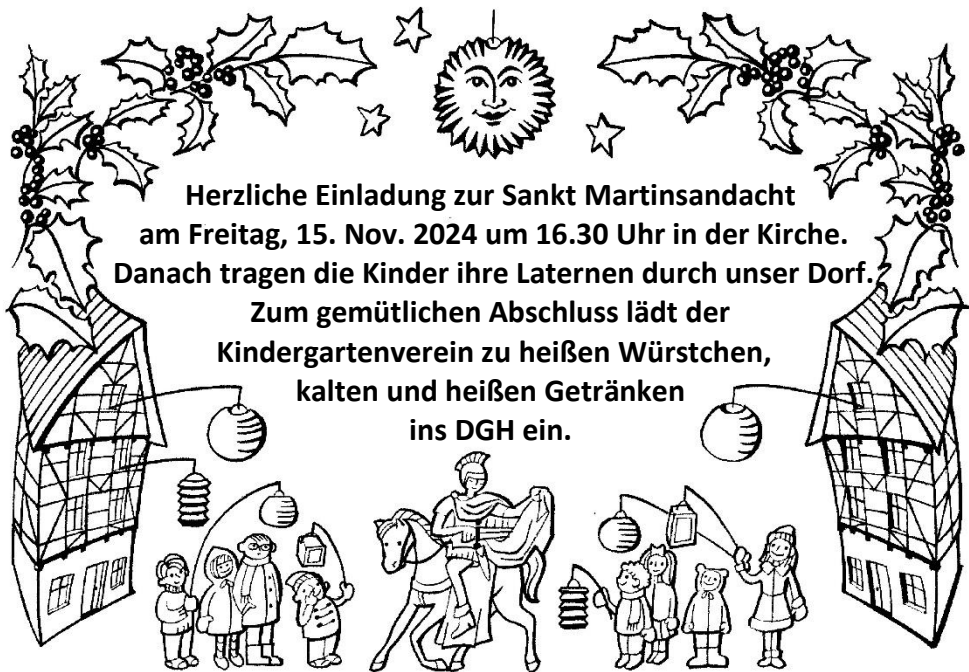 Herzliche Einladung zur Sankt Martinsandacht
am Freitag, 15. Nov. 2024 um 16.30 Uhr in der Kirche.
Danach tragen die Kinder ihre Laternen durch unser Dorf.
Zum gemütlichen Abschluss lädt der
Kindergartenverein zu heißen Würstchen,
kalten und heißen Getränken
ins DGH ein.